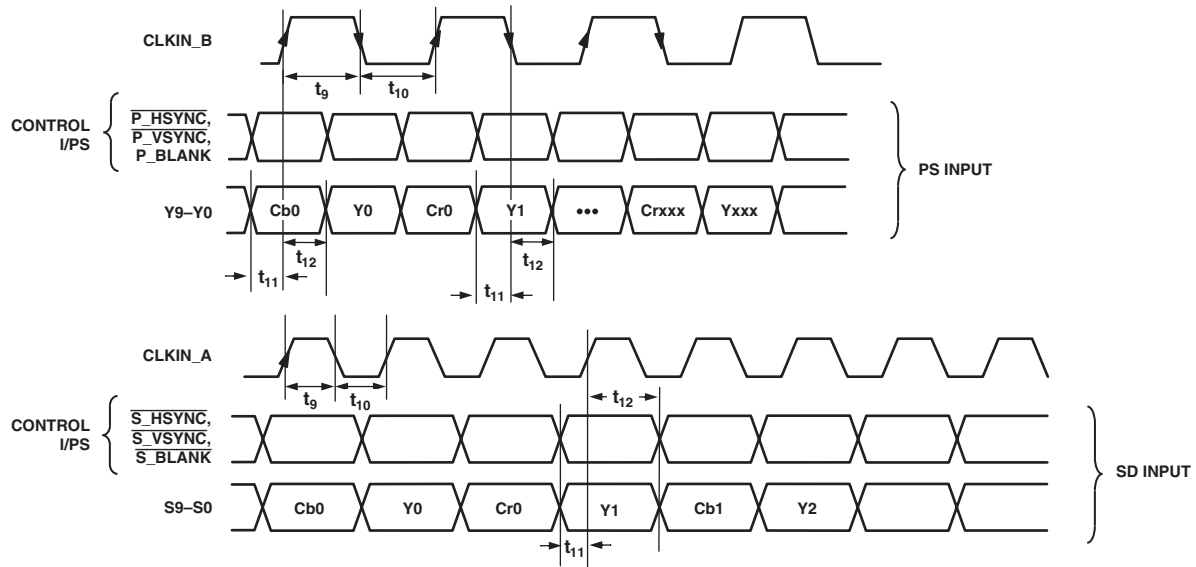 CLKIN_B
t9 t10
CONTROL I/PS
P_HSYNC,
P_VSYNC,
P_BLANK
PS INPUT
Y9–Y0 Cb0 Y0 Cr0 Y1 ••• Crxxx Yxxx
t12 t12
t11 t11
CLKIN_A
t9 t10 t12
CONTROL I/PS
S_HSYNC,
S_VSYNC,
S_BLANK
SD INPUT
S9–S0 Cb0 Y0 Cr0 Y1 Cb1 Y2
t11